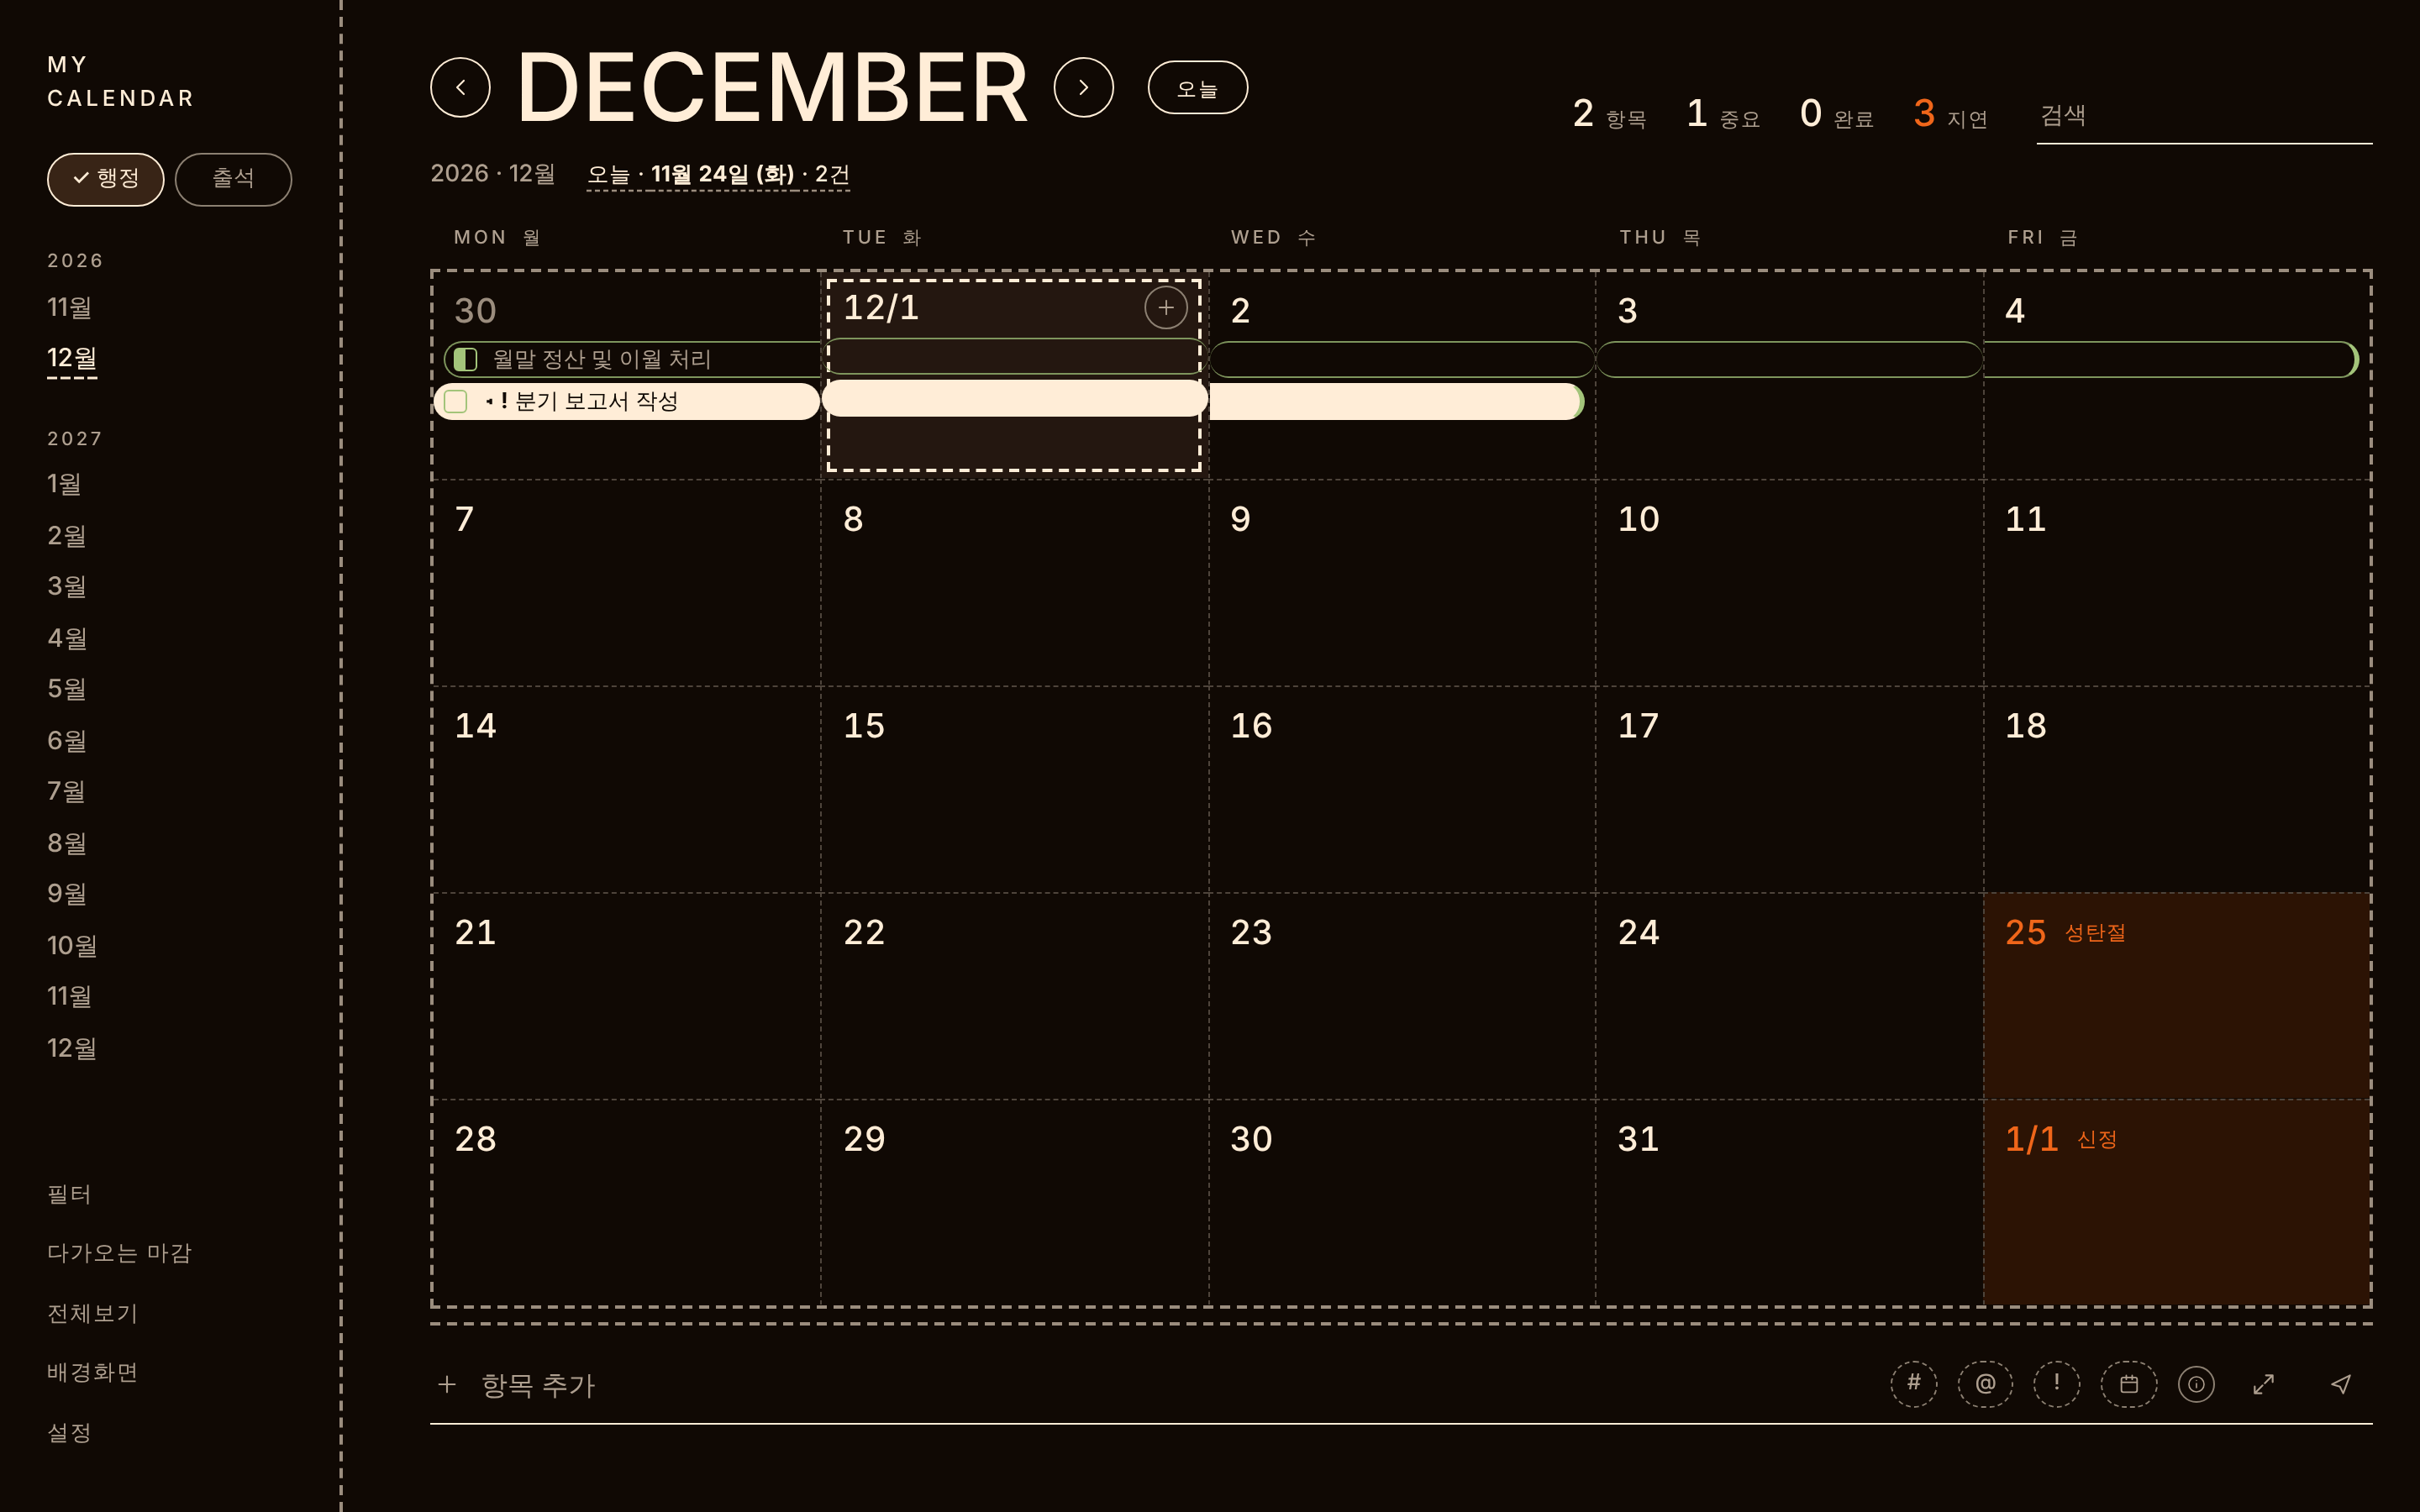 MY
CALENDAR
행정 출석
2026
11월
12월
2027
1월
2월
3월
4월
5월
6월
7월
8월
9월
10월
11월
12월
필터
다가오는 마감
전체보기
배경화면
설정
DECEMBER 오늘
2 항목 1 중요 0 완료 3 지연 검색
2026 · 12월 오늘 · 11월 24일 (화) · 2건
MON 월 TUE 화 WED 수 THU 목 FRI 금
30 12/1 2 3 4
월말 정산 및 이월 처리
! 분기 보고서 작성
7 8 9 10 11
14 15 16 17 18
21 22 23 24 25 성탄절
28 29 30 31 1/1 신정
+ 항목 추가 # @ !